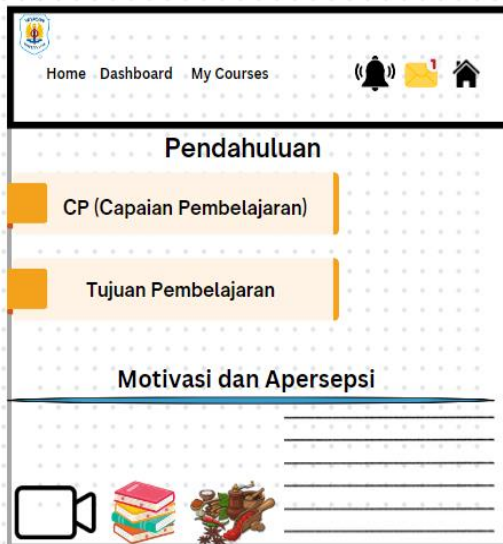 Home Dashboard My Courses
1
Pendahuluan
CP (Capaian Pembelajaran)
Tujuan Pembelajaran
Motivasi dan Apersepsi